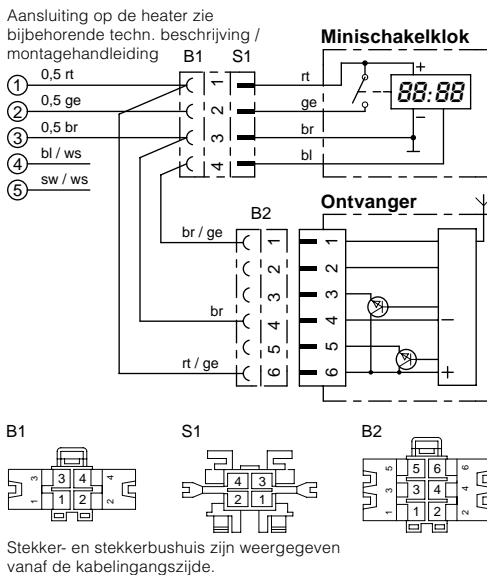 Aansluiting op de heater zie
bijbehorende techn. beschrijving /
montagehandleiding
B1 S1
Minischakelklok
1 0,5 rt
2 0,5 ge
3 0,5 br
4 bl / ws
5 sw / ws
1
2
3
4
rt
ge
br
bl
+
88:88
−
Ontvanger
B2
br / ge
br
rt / ge
1 1
2 2
3 3
4 4
5 5
6 6
−
+
B1
3 3 4 4
1 1 2 2
S1
4 3
2 1
B2
5 5 6 6
3 3 4 4
1 1 2 2
Stekker- en stekkerbushuis zijn weergegeven
vanaf de kabelingangszijde.